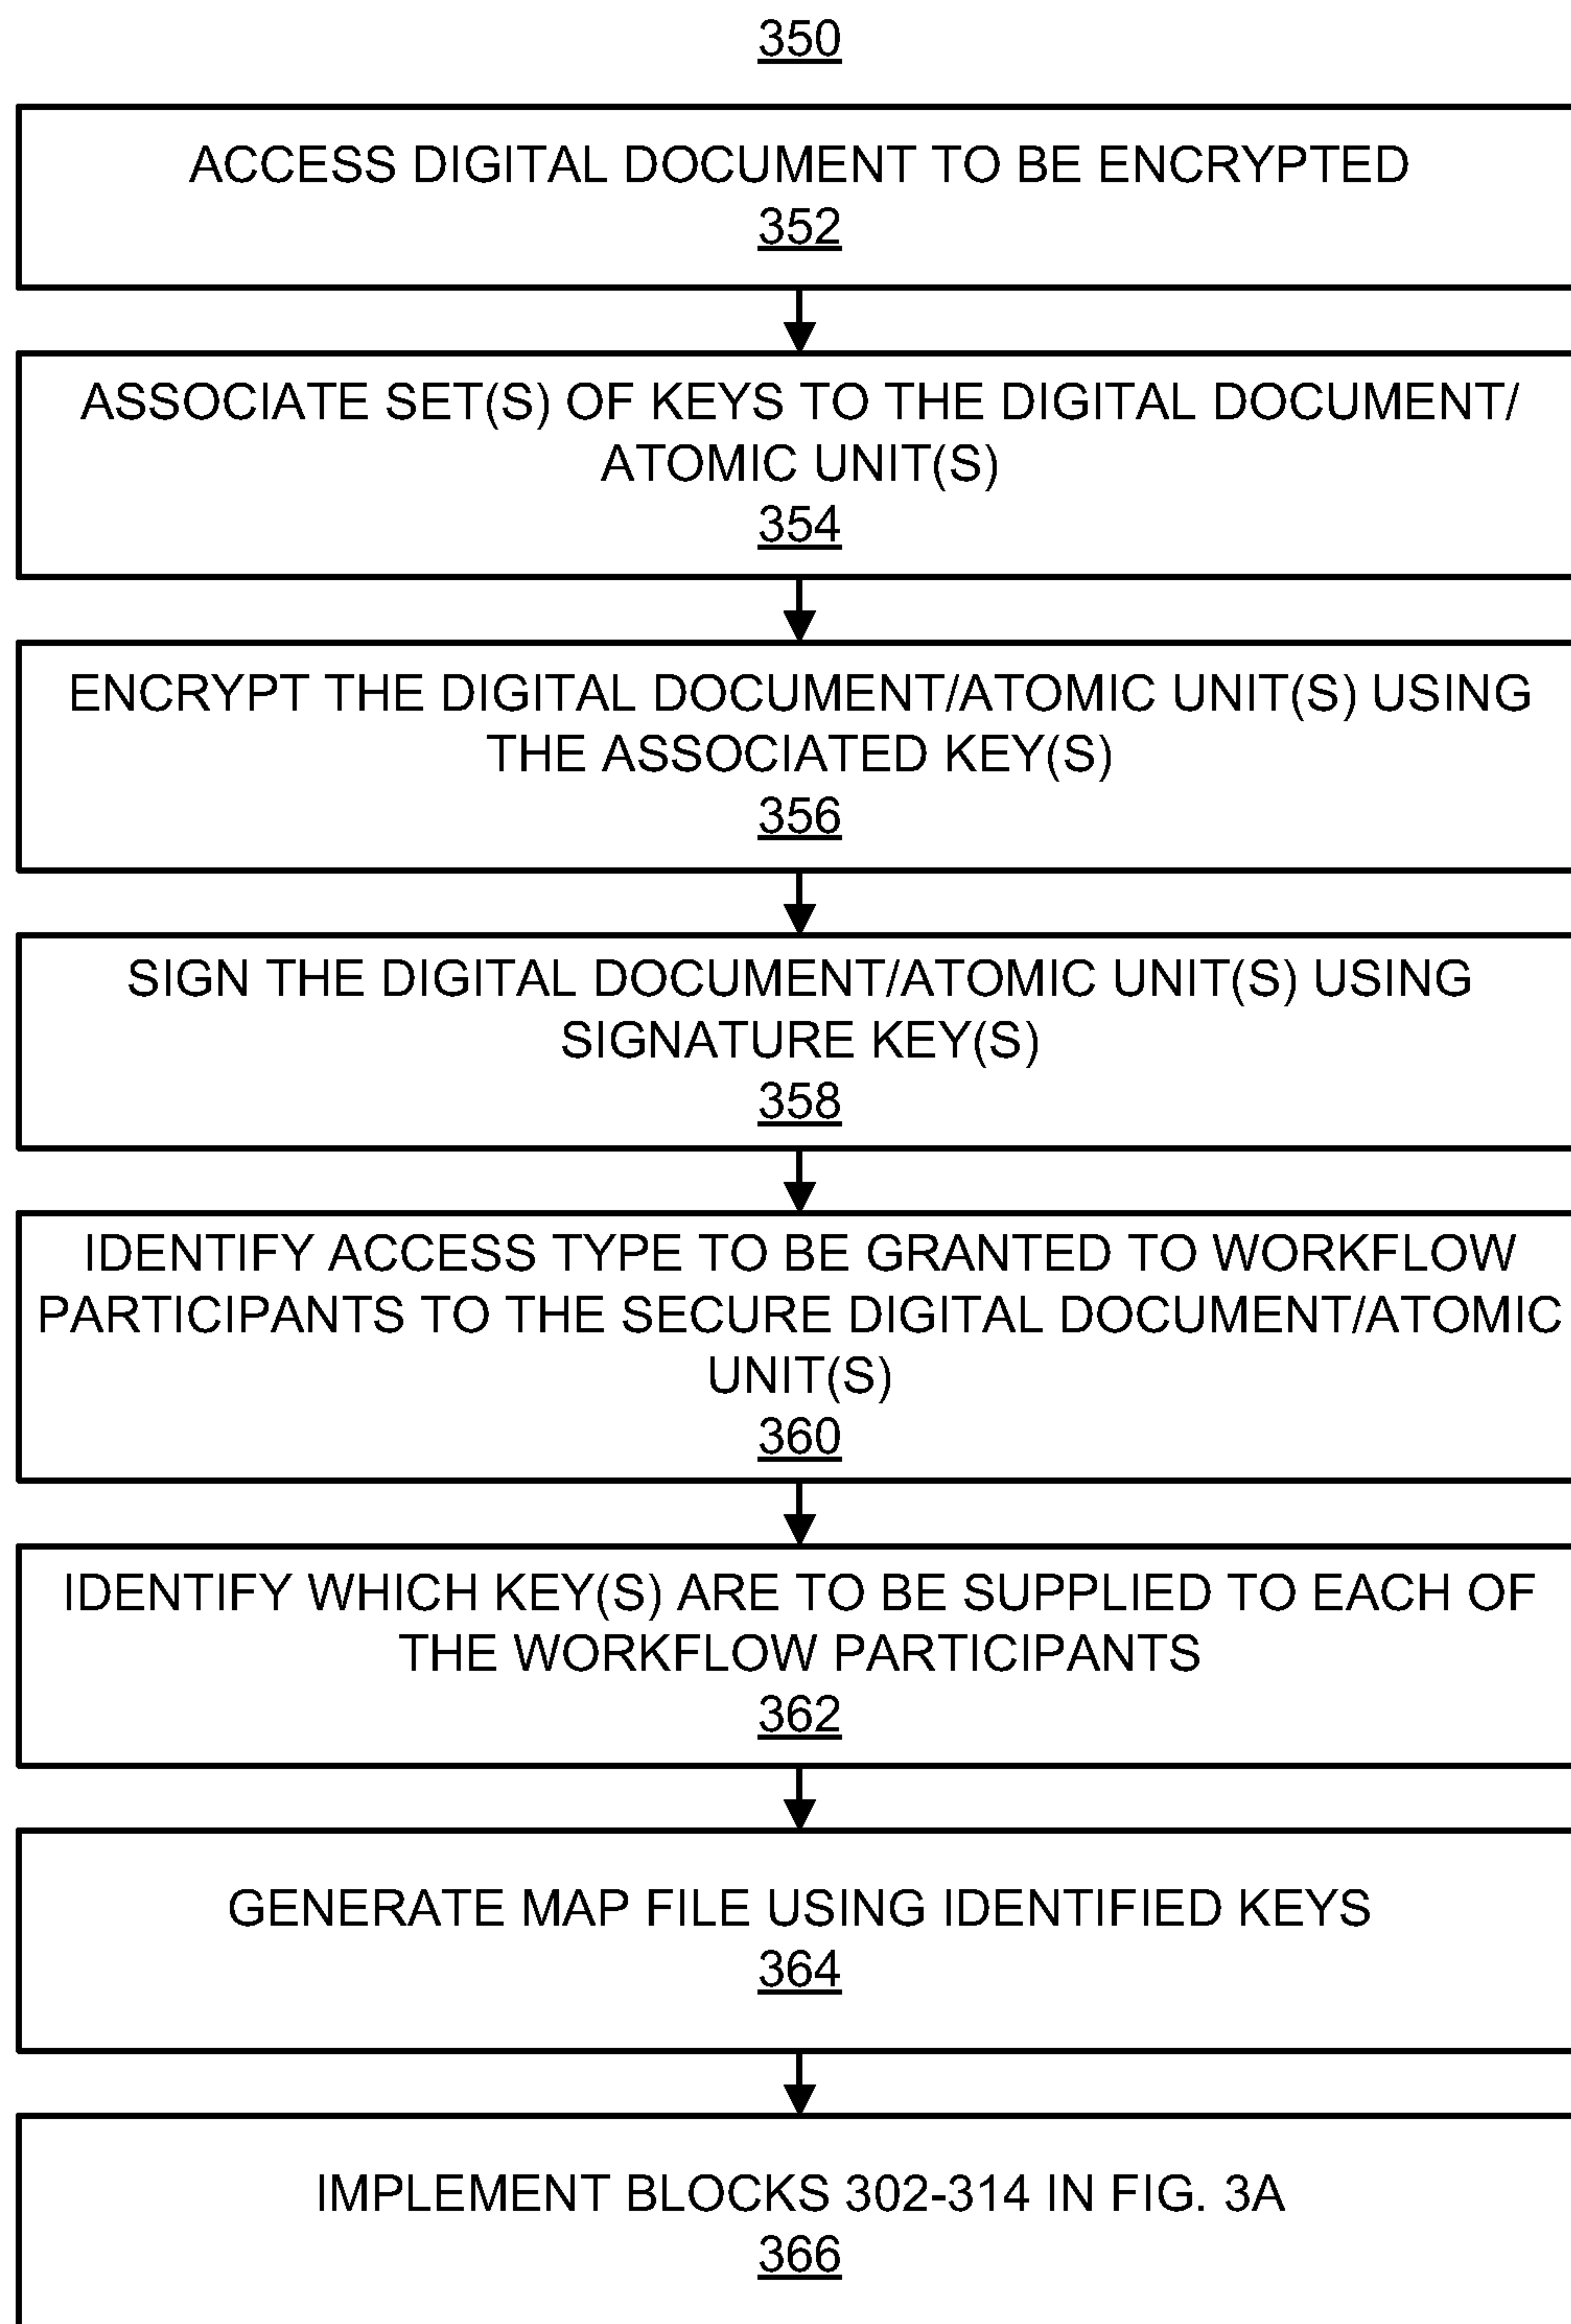 350
ACCESS DIGITAL DOCUMENT TO BE ENCRYPTED
352
ASSOCIATE SET(S) OF KEYS TO THE DIGITAL DOCUMENT/
ATOMIC UNIT(S)
354
ENCRYPT THE DIGITAL DOCUMENT/ATOMIC UNIT(S) USING
THE ASSOCIATED KEY(S)
356
SIGN THE DIGITAL DOCUMENT/ATOMIC UNIT(S) USING
SIGNATURE KEY(S)
358
IDENTIFY ACCESS TYPE TO BE GRANTED TO WORKFLOW
PARTICIPANTS TO THE SECURE DIGITAL DOCUMENT/ATOMIC
UNIT(S)
360
IDENTIFY WHICH KEY(S) ARE TO BE SUPPLIED TO EACH OF
THE WORKFLOW PARTICIPANTS
362
GENERATE MAP FILE USING IDENTIFIED KEYS
364
IMPLEMENT BLOCKS 302-314 IN FIG. 3A
366